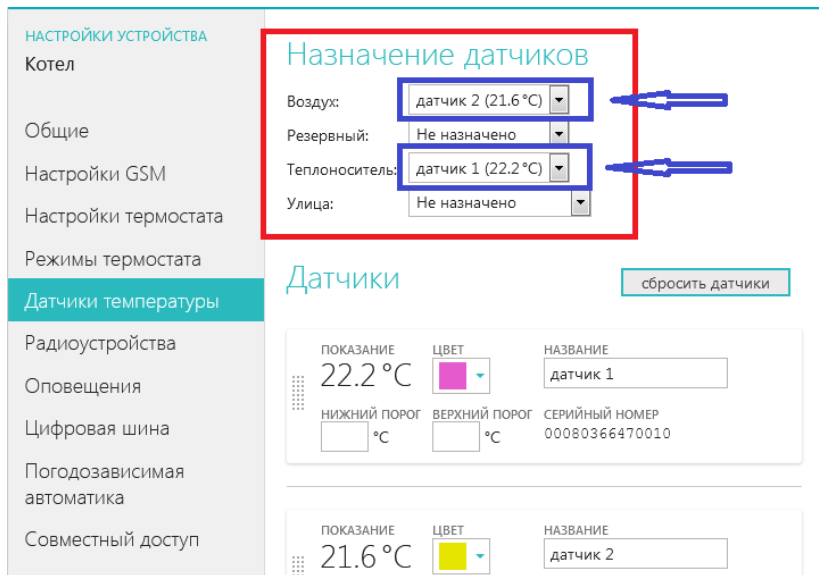 НАСТРОЙКИ УСТРОЙСТВА
Котел
Общие
Настройки GSM
Настройки термостата
Режимы термостата
Датчики температуры
Радиоустройства
Оповещения
Цифровая шина
Погодозависимая
автоматика
Совместный доступ
Назначение датчиков
Воздух: датчик 2 (21.6 °C)
Резервный: Не назначено
Теплоноситель: датчик 1 (22.2 °C)
Улица: Не назначено
Датчики сбросить датчики
ПОКАЗАНИЕ ЦВЕТ НАЗВАНИЕ
22.2 °C датчик 1
НИЖНИЙ ПОРОГ ВЕРХНИЙ ПОРОГ СЕРИЙНЫЙ НОМЕР
°C °C 00080366470010
ПОКАЗАНИЕ ЦВЕТ НАЗВАНИЕ
21.6 °C датчик 2